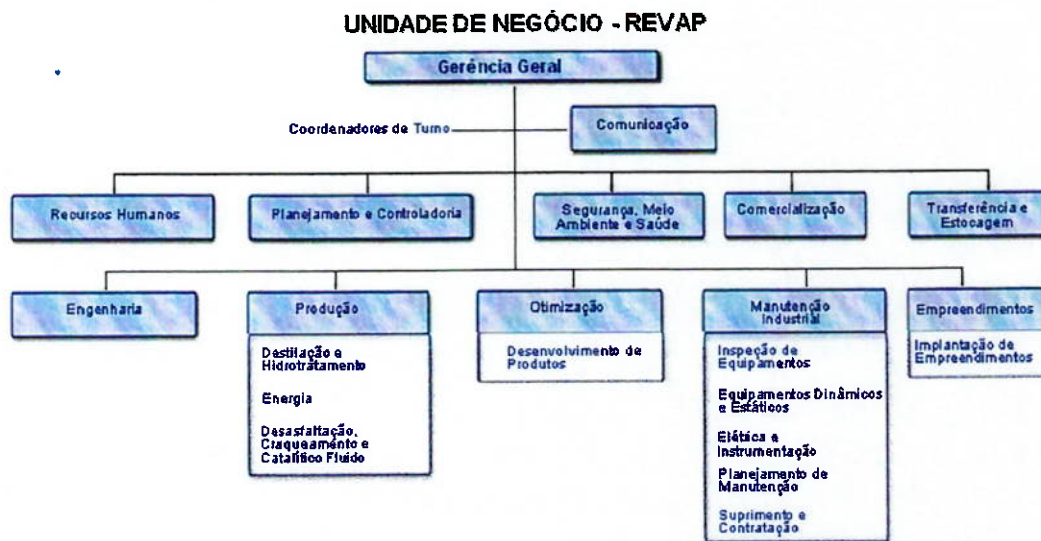 UNIDADE DE NEGÓCIO - REVAP
Gerência Geral
Coordenadores de Turno
Comunicação
Recursos Humanos
Planejamento e Controladoria
Segurança, Meio
Ambiente e Saúde
Comercialização
Transferência e
Estocagem
Engenharia
Produção
Destilação e
Hidrotratamento
Energia
Desasfaltação,
Craqueamento e
Catalítico Fluido
Otimização
Desenvolvimento de
Produtos
Manutenção
Industrial
Inspeção de
Equipamentos
Equipamentos Dinâmicos
e Estáticos
Elétrica e
Instrumentação
Planejamento de
Manutenção
Suprimento e
Contratação
Empreendimentos
Implantação de
Empreendimentos